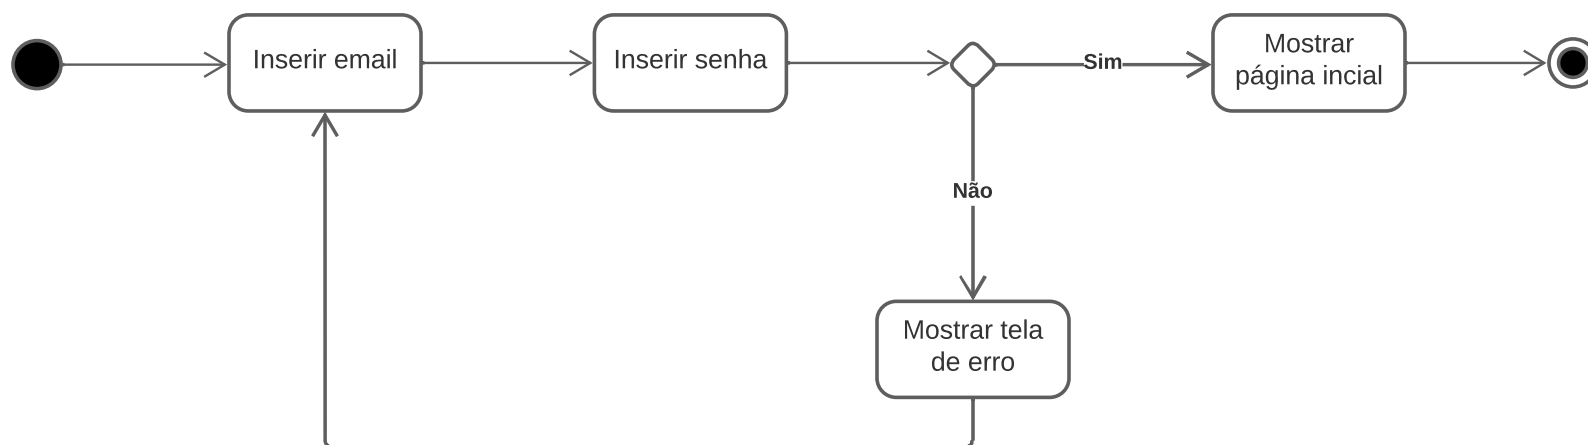 Inserir email
Inserir senha
Sim
Mostrar
página incial
Não
Mostrar tela
de erro